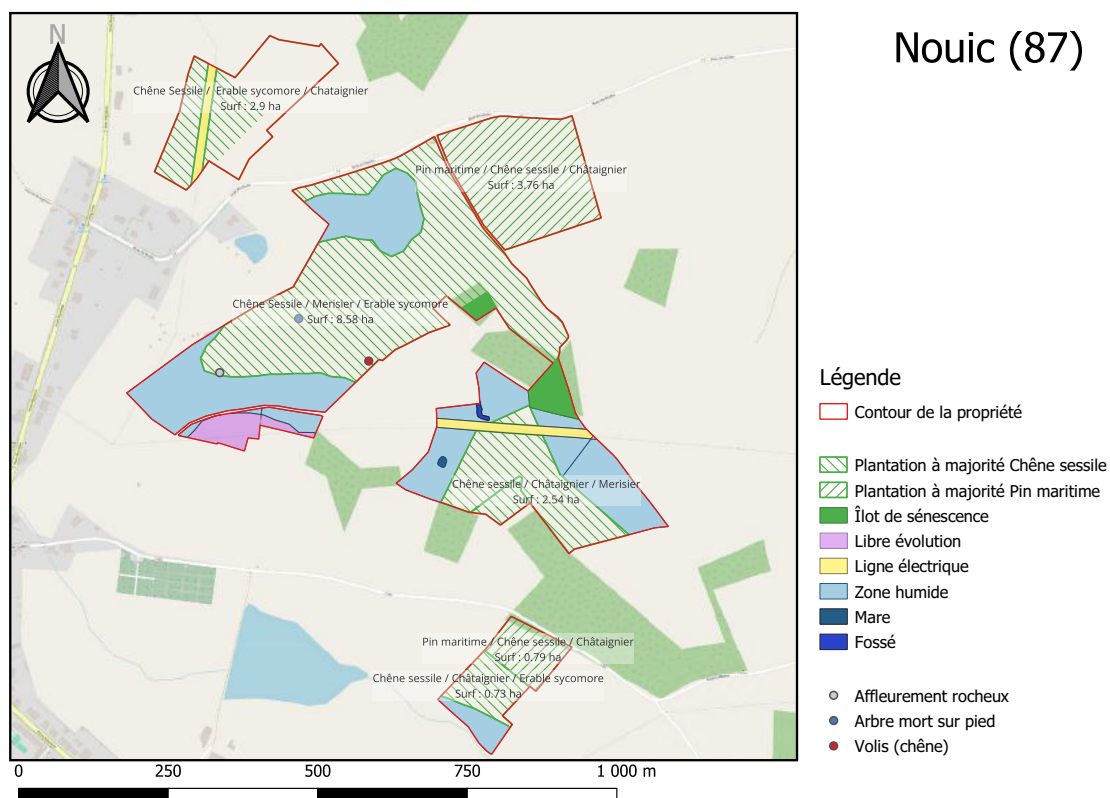 Nouic (87)
N
Chêne Sessile / Erable sycomore / Chataignier
Surf : 2.9 ha
Pin maritime / Chêne sessile / Châtaignier
Surf : 3.76 ha
Chêne Sessile / Merisier / Erable sycomore
Surf : 8.58 ha
Chêne sessile / Châtaignier / Merisier
Surf : 2.54 ha
Pin maritime / Chêne sessile / Châtaignier
Surf : 0.79 ha
Chêne sessile / Châtaignier / Erable sycomore
Surf : 0.73 ha
Légende
Contour de la propriété
Plantation à majorité Chêne sessile
Plantation à majorité Pin maritime
Îlot de sénescence
Libre évolution
Ligne électrique
Zone humide
Mare
Fossé
Affleurement rocheux
Arbre mort sur pied
Volis (chêne)
0 250 500 750 1 000 m